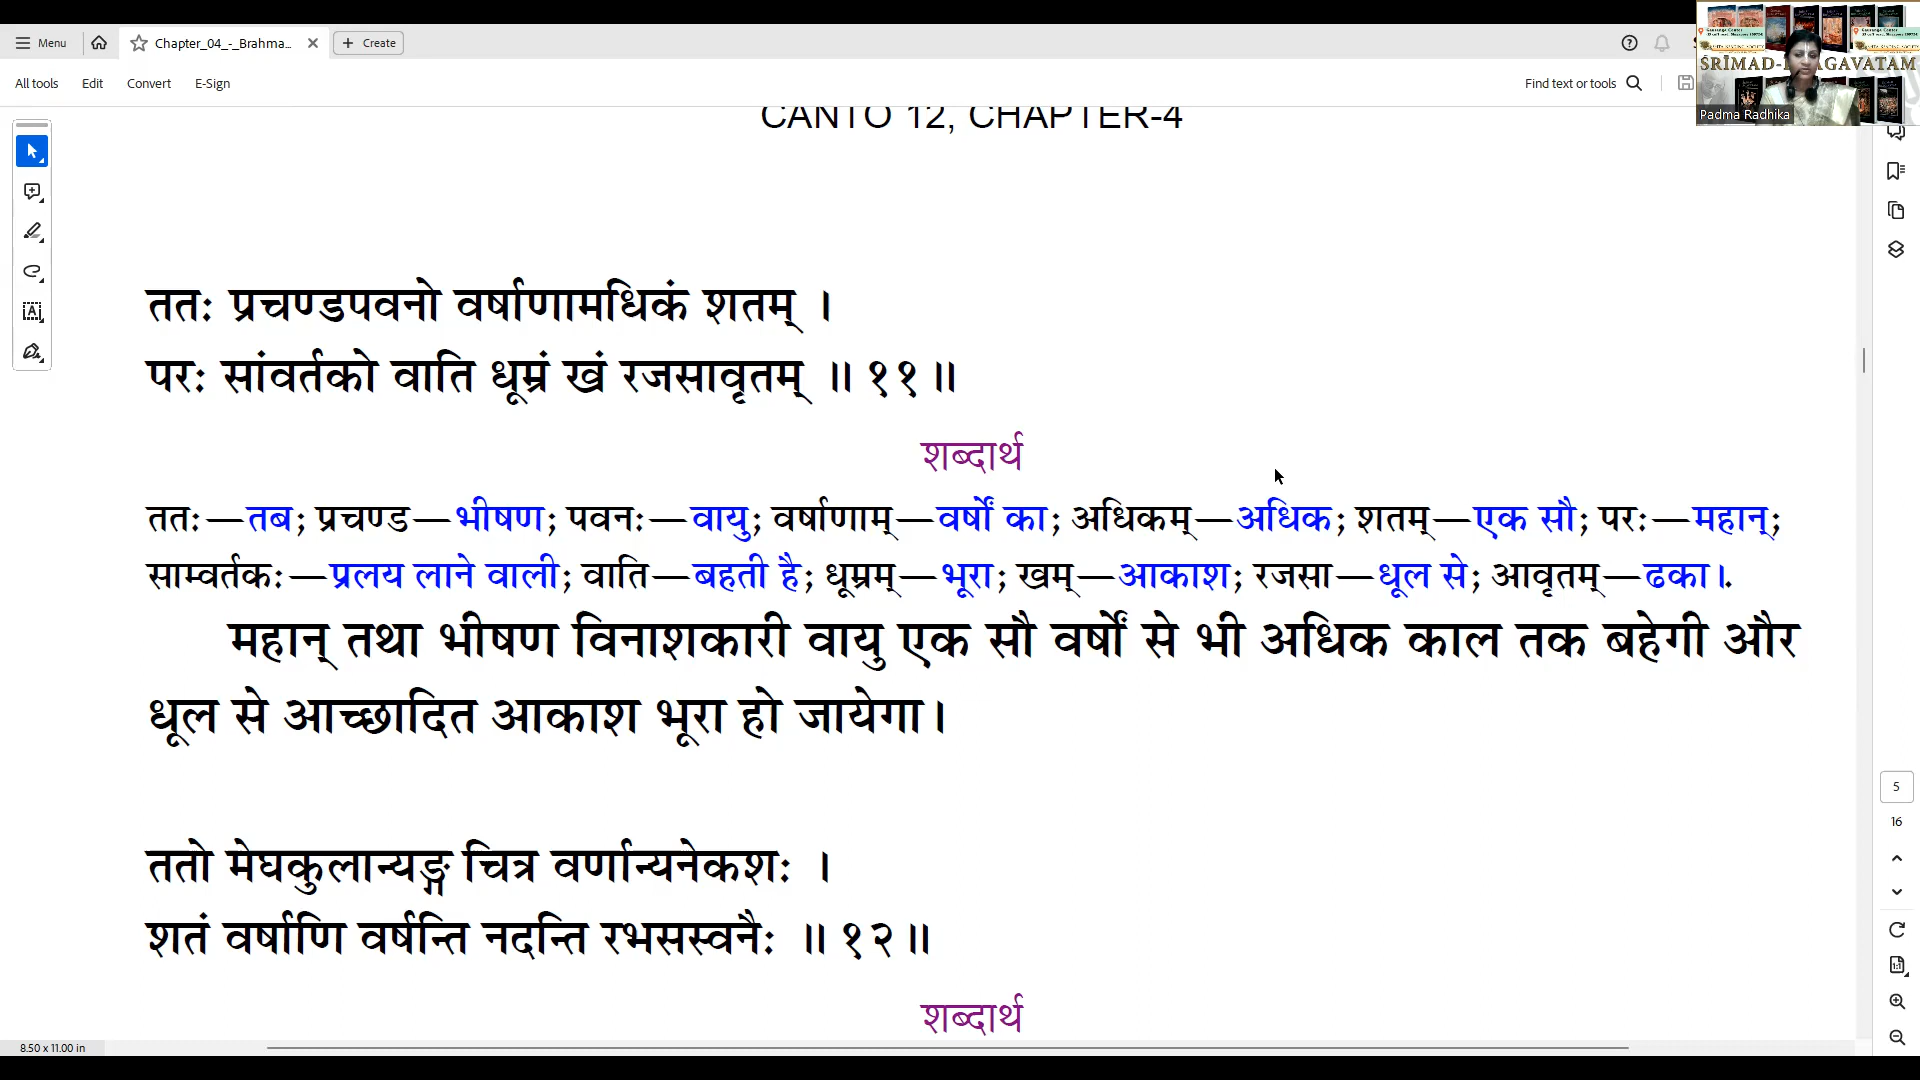 Menu
Chapter_04_-_Brahma...
Create
All tools
Edit
Convert
E-Sign
Find text or tools
ŚRĪMAD-
GAVATAM
Padma Radhika
CANTO 12, CHAPTER-4
ततः प्रचण्डपवनो वर्षाणामधिकं शतम् ।
परः सांवर्तको वाति धूम्रं खं रजसावृतम् ॥ ११॥
शब्दार्थ
ततः—तब; प्रचण्ड—भीषण; पवनः—वायु; वर्षाणाम्—वर्षों का; अधिकम्—अधिक; शतम्—एक सौ; परः—महान्;
साम्वर्तकः—प्रलय लाने वाली; वाति—बहती है; धूम्रम्—भूरा; खम्—आकाश; रजसा—धूल से; आवृतम्—ढका।.
महान् तथा भीषण विनाशकारी वायु एक सौ वर्षों से भी अधिक काल तक बहेगी और
धूल से आच्छादित आकाश भूरा हो जायेगा।
ततो मेघकुलान्यङ्ग चित्र वर्णान्यनेकशः ।
शतं वर्षाणि वर्षन्ति नदन्ति रभसस्वनैः ॥ १२॥
शब्दार्थ
5
16
8.50 x 11.00 in